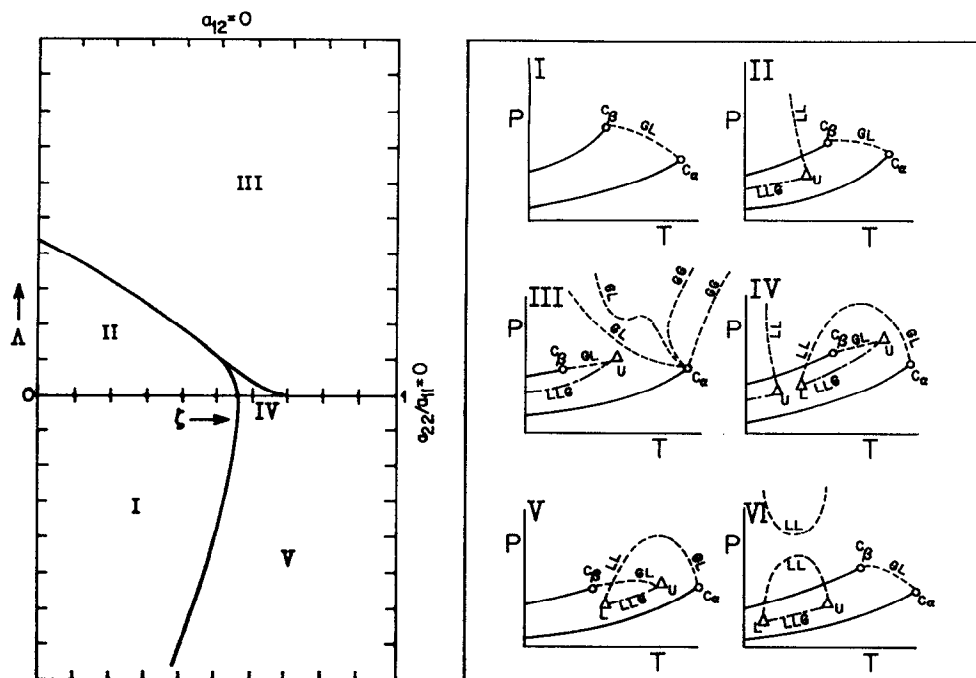 a₁₂=0
III
II
Λ
0
ζ
IV
1
a₂₂/a₁₁=0
I
V
I
P
Cβ
GL
Cα
T
II
P
LL
Cβ
GL
Cα
U
LLG
T
III
P
GL
GG
GG
GL
Cβ
GL
U
Cα
LLG
T
IV
P
LL
LL
Cβ
GL
GL
U
U
L
LLG
Cα
T
V
P
LL
GL
Cβ
GL
U
Cα
L
LLG
T
VI
P
LL
LL
Cβ
GL
Cα
U
L
LLG
T